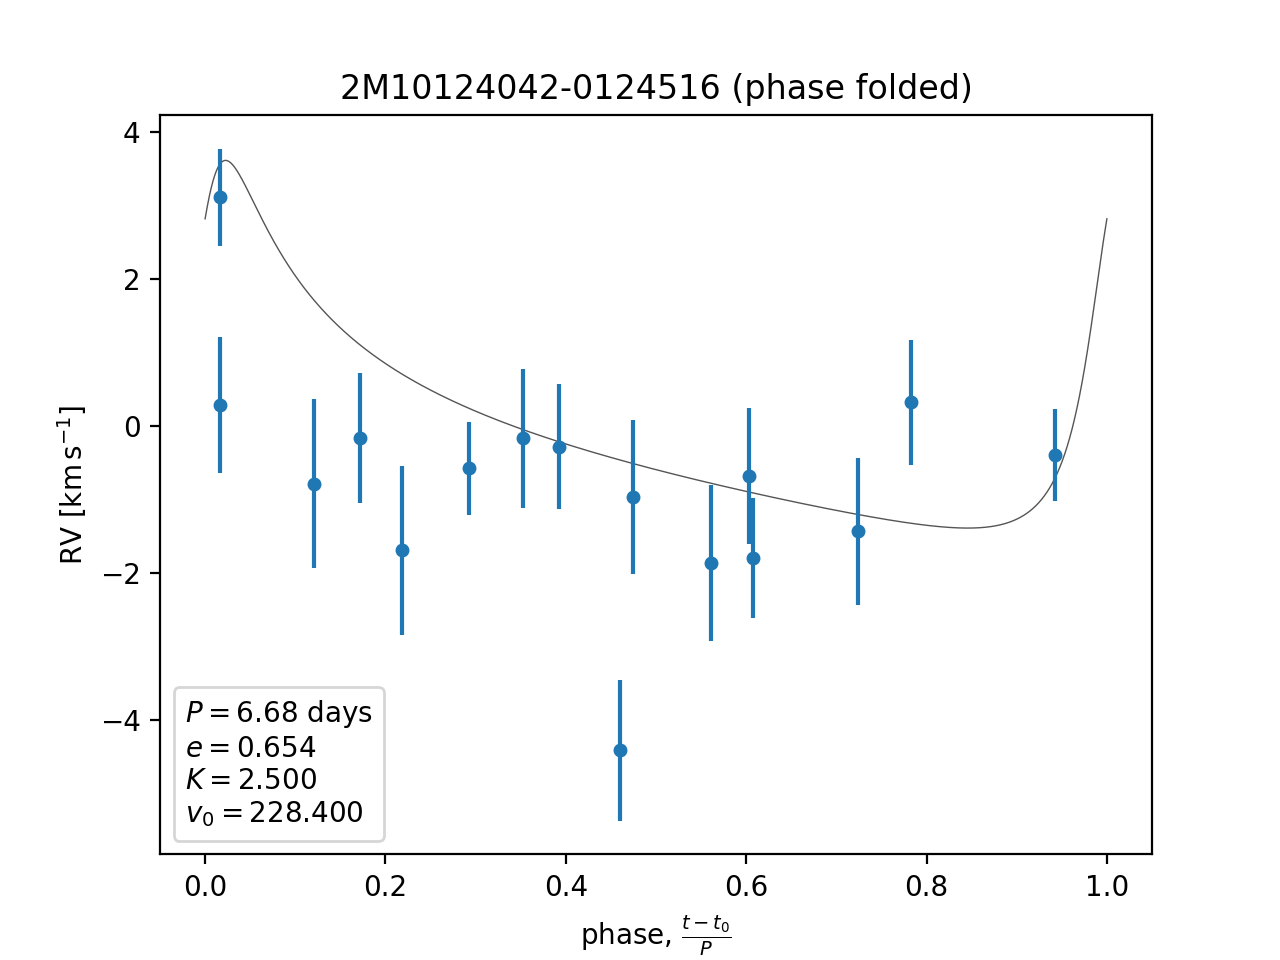 2M10124042-0124516 (phase folded)
RV [km s⁻¹]
4
2
0
−2
−4
P = 6.68 days
e = 0.654
K = 2.500
v₀ = 228.400
0.0 0.2 0.4 0.6 0.8 1.0
phase, (t − t₀)/P